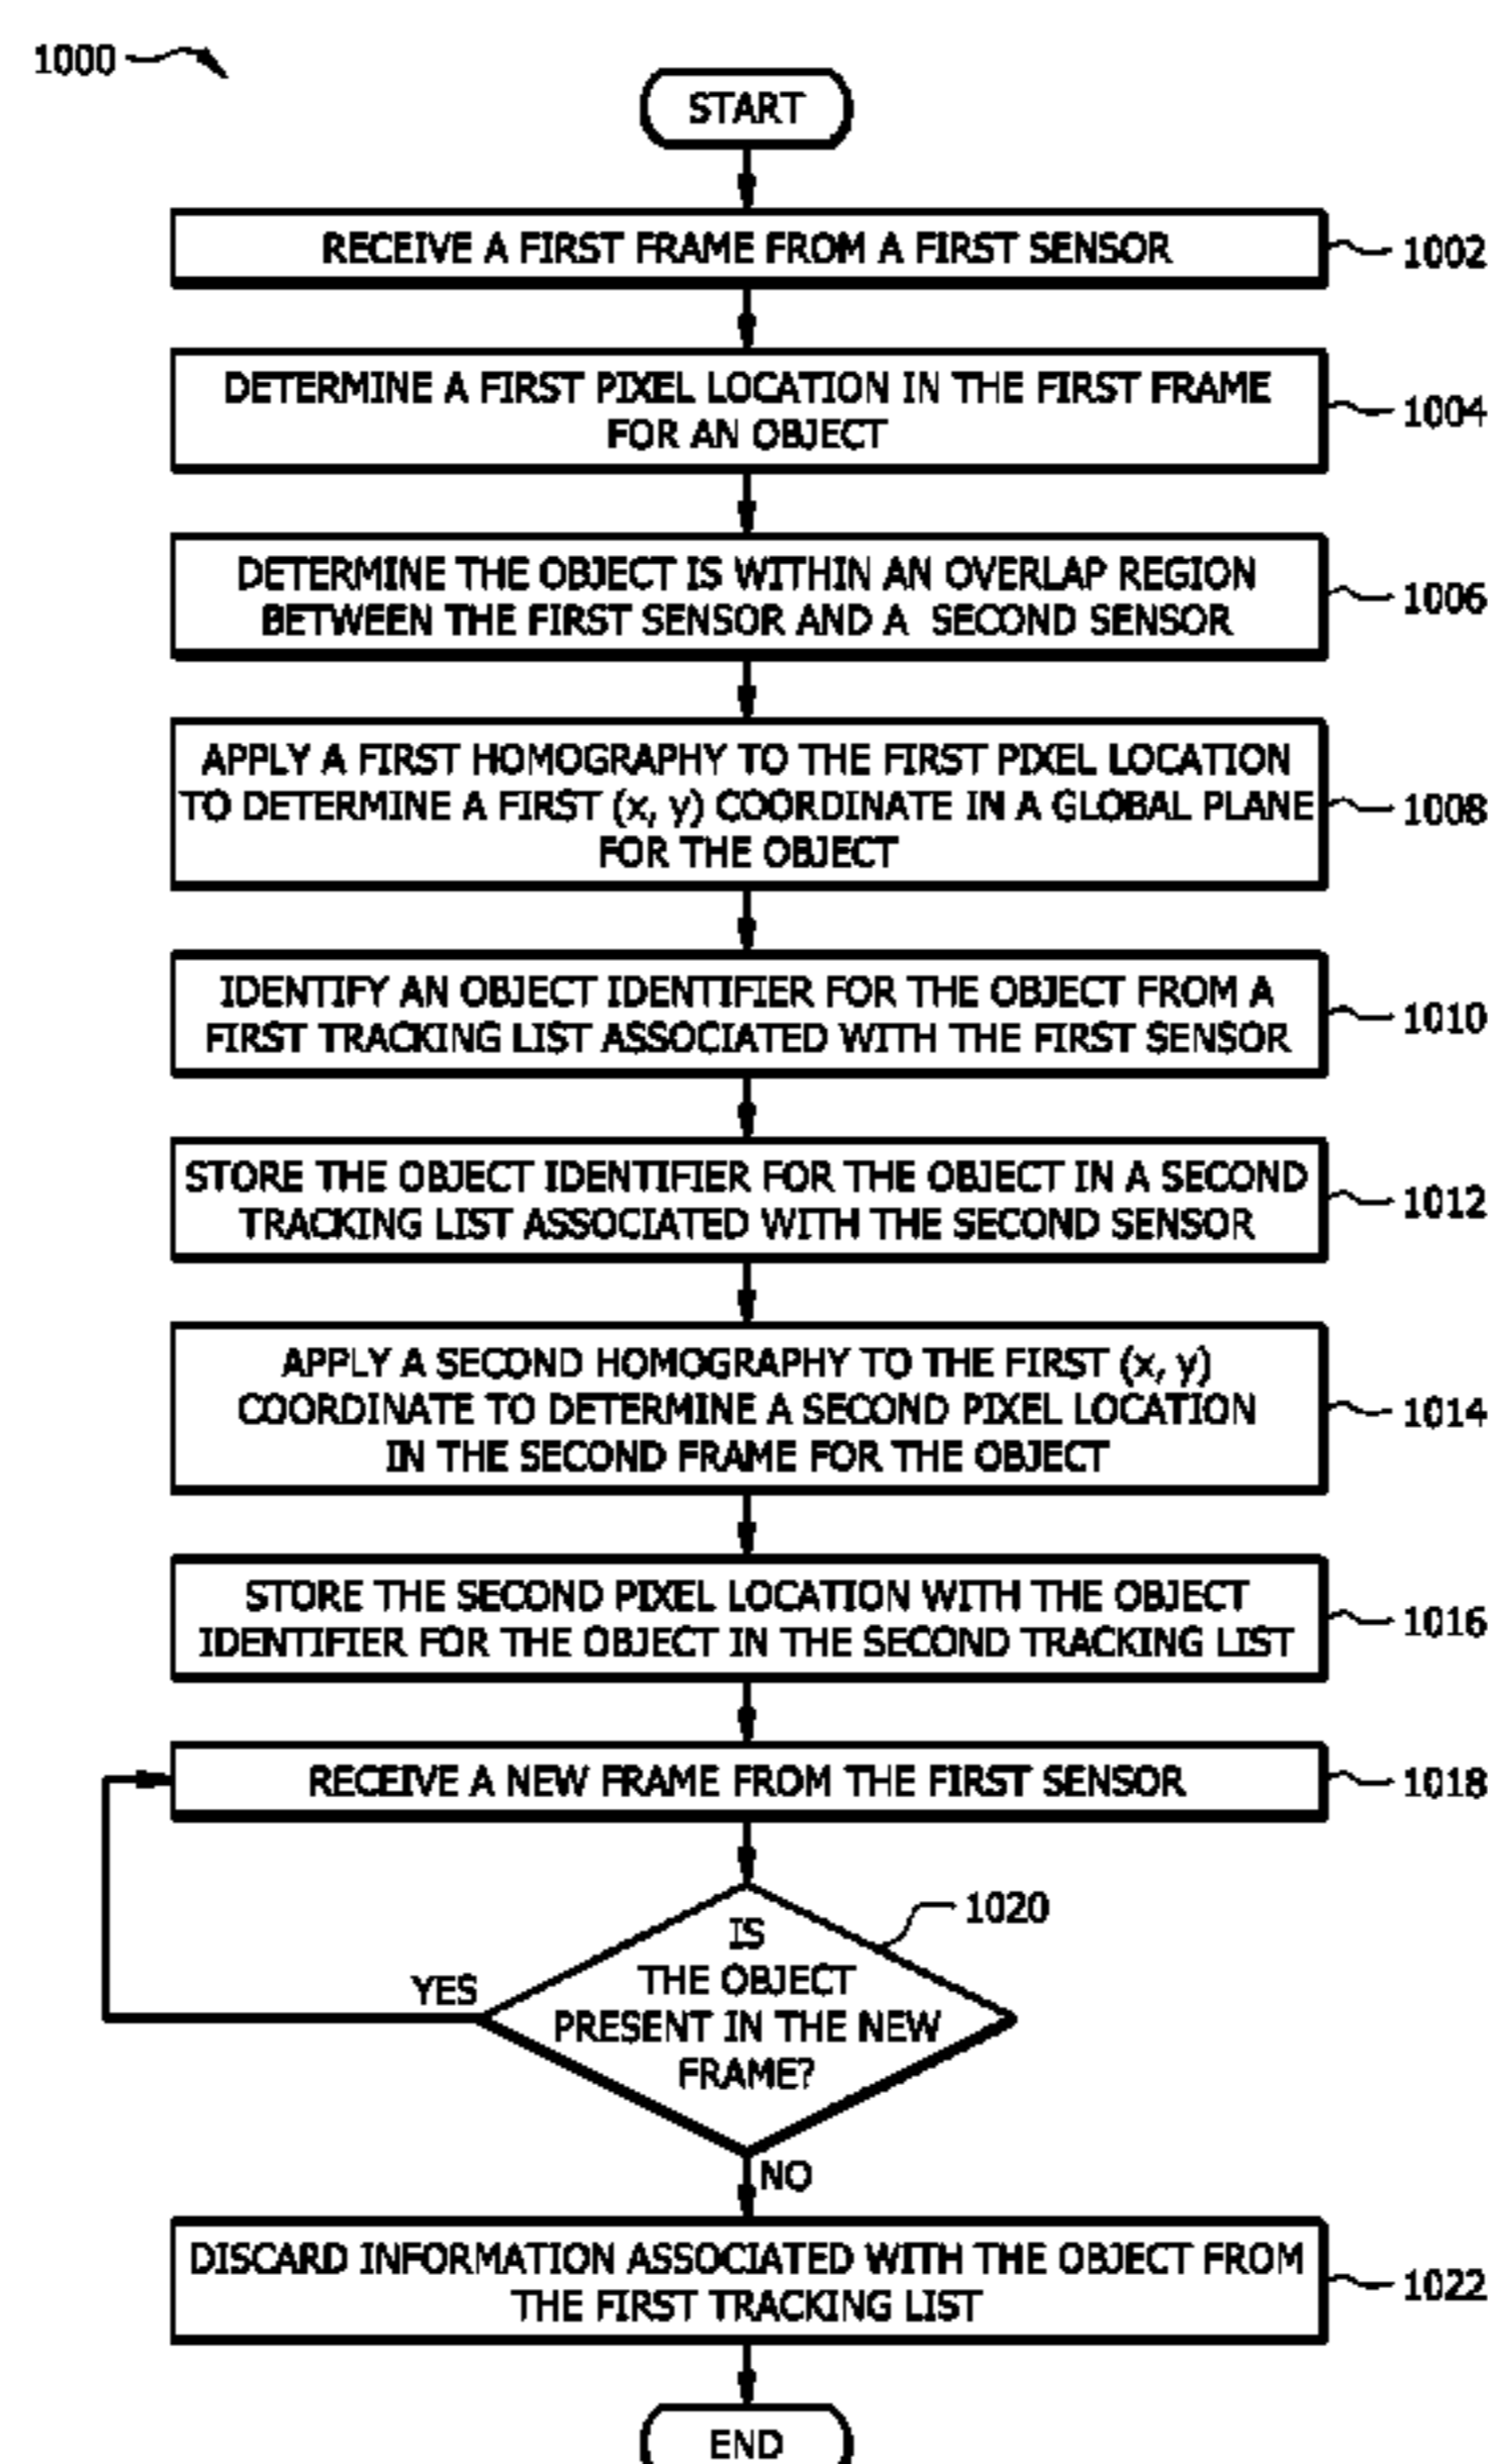 1000
START
RECEIVE A FIRST FRAME FROM A FIRST SENSOR
1002
DETERMINE A FIRST PIXEL LOCATION IN THE FIRST FRAME
FOR AN OBJECT
1004
DETERMINE THE OBJECT IS WITHIN AN OVERLAP REGION
BETWEEN THE FIRST SENSOR AND A SECOND SENSOR
1006
APPLY A FIRST HOMOGRAPHY TO THE FIRST PIXEL LOCATION
TO DETERMINE A FIRST (x, y) COORDINATE IN A GLOBAL PLANE
FOR THE OBJECT
1008
IDENTIFY AN OBJECT IDENTIFIER FOR THE OBJECT FROM A
FIRST TRACKING LIST ASSOCIATED WITH THE FIRST SENSOR
1010
STORE THE OBJECT IDENTIFIER FOR THE OBJECT IN A SECOND
TRACKING LIST ASSOCIATED WITH THE SECOND SENSOR
1012
APPLY A SECOND HOMOGRAPHY TO THE FIRST (x, y)
COORDINATE TO DETERMINE A SECOND PIXEL LOCATION
IN THE SECOND FRAME FOR THE OBJECT
1014
STORE THE SECOND PIXEL LOCATION WITH THE OBJECT
IDENTIFIER FOR THE OBJECT IN THE SECOND TRACKING LIST
1016
RECEIVE A NEW FRAME FROM THE FIRST SENSOR
1018
1020
IS
THE OBJECT
PRESENT IN THE NEW
FRAME?
YES
NO
DISCARD INFORMATION ASSOCIATED WITH THE OBJECT FROM
THE FIRST TRACKING LIST
1022
END